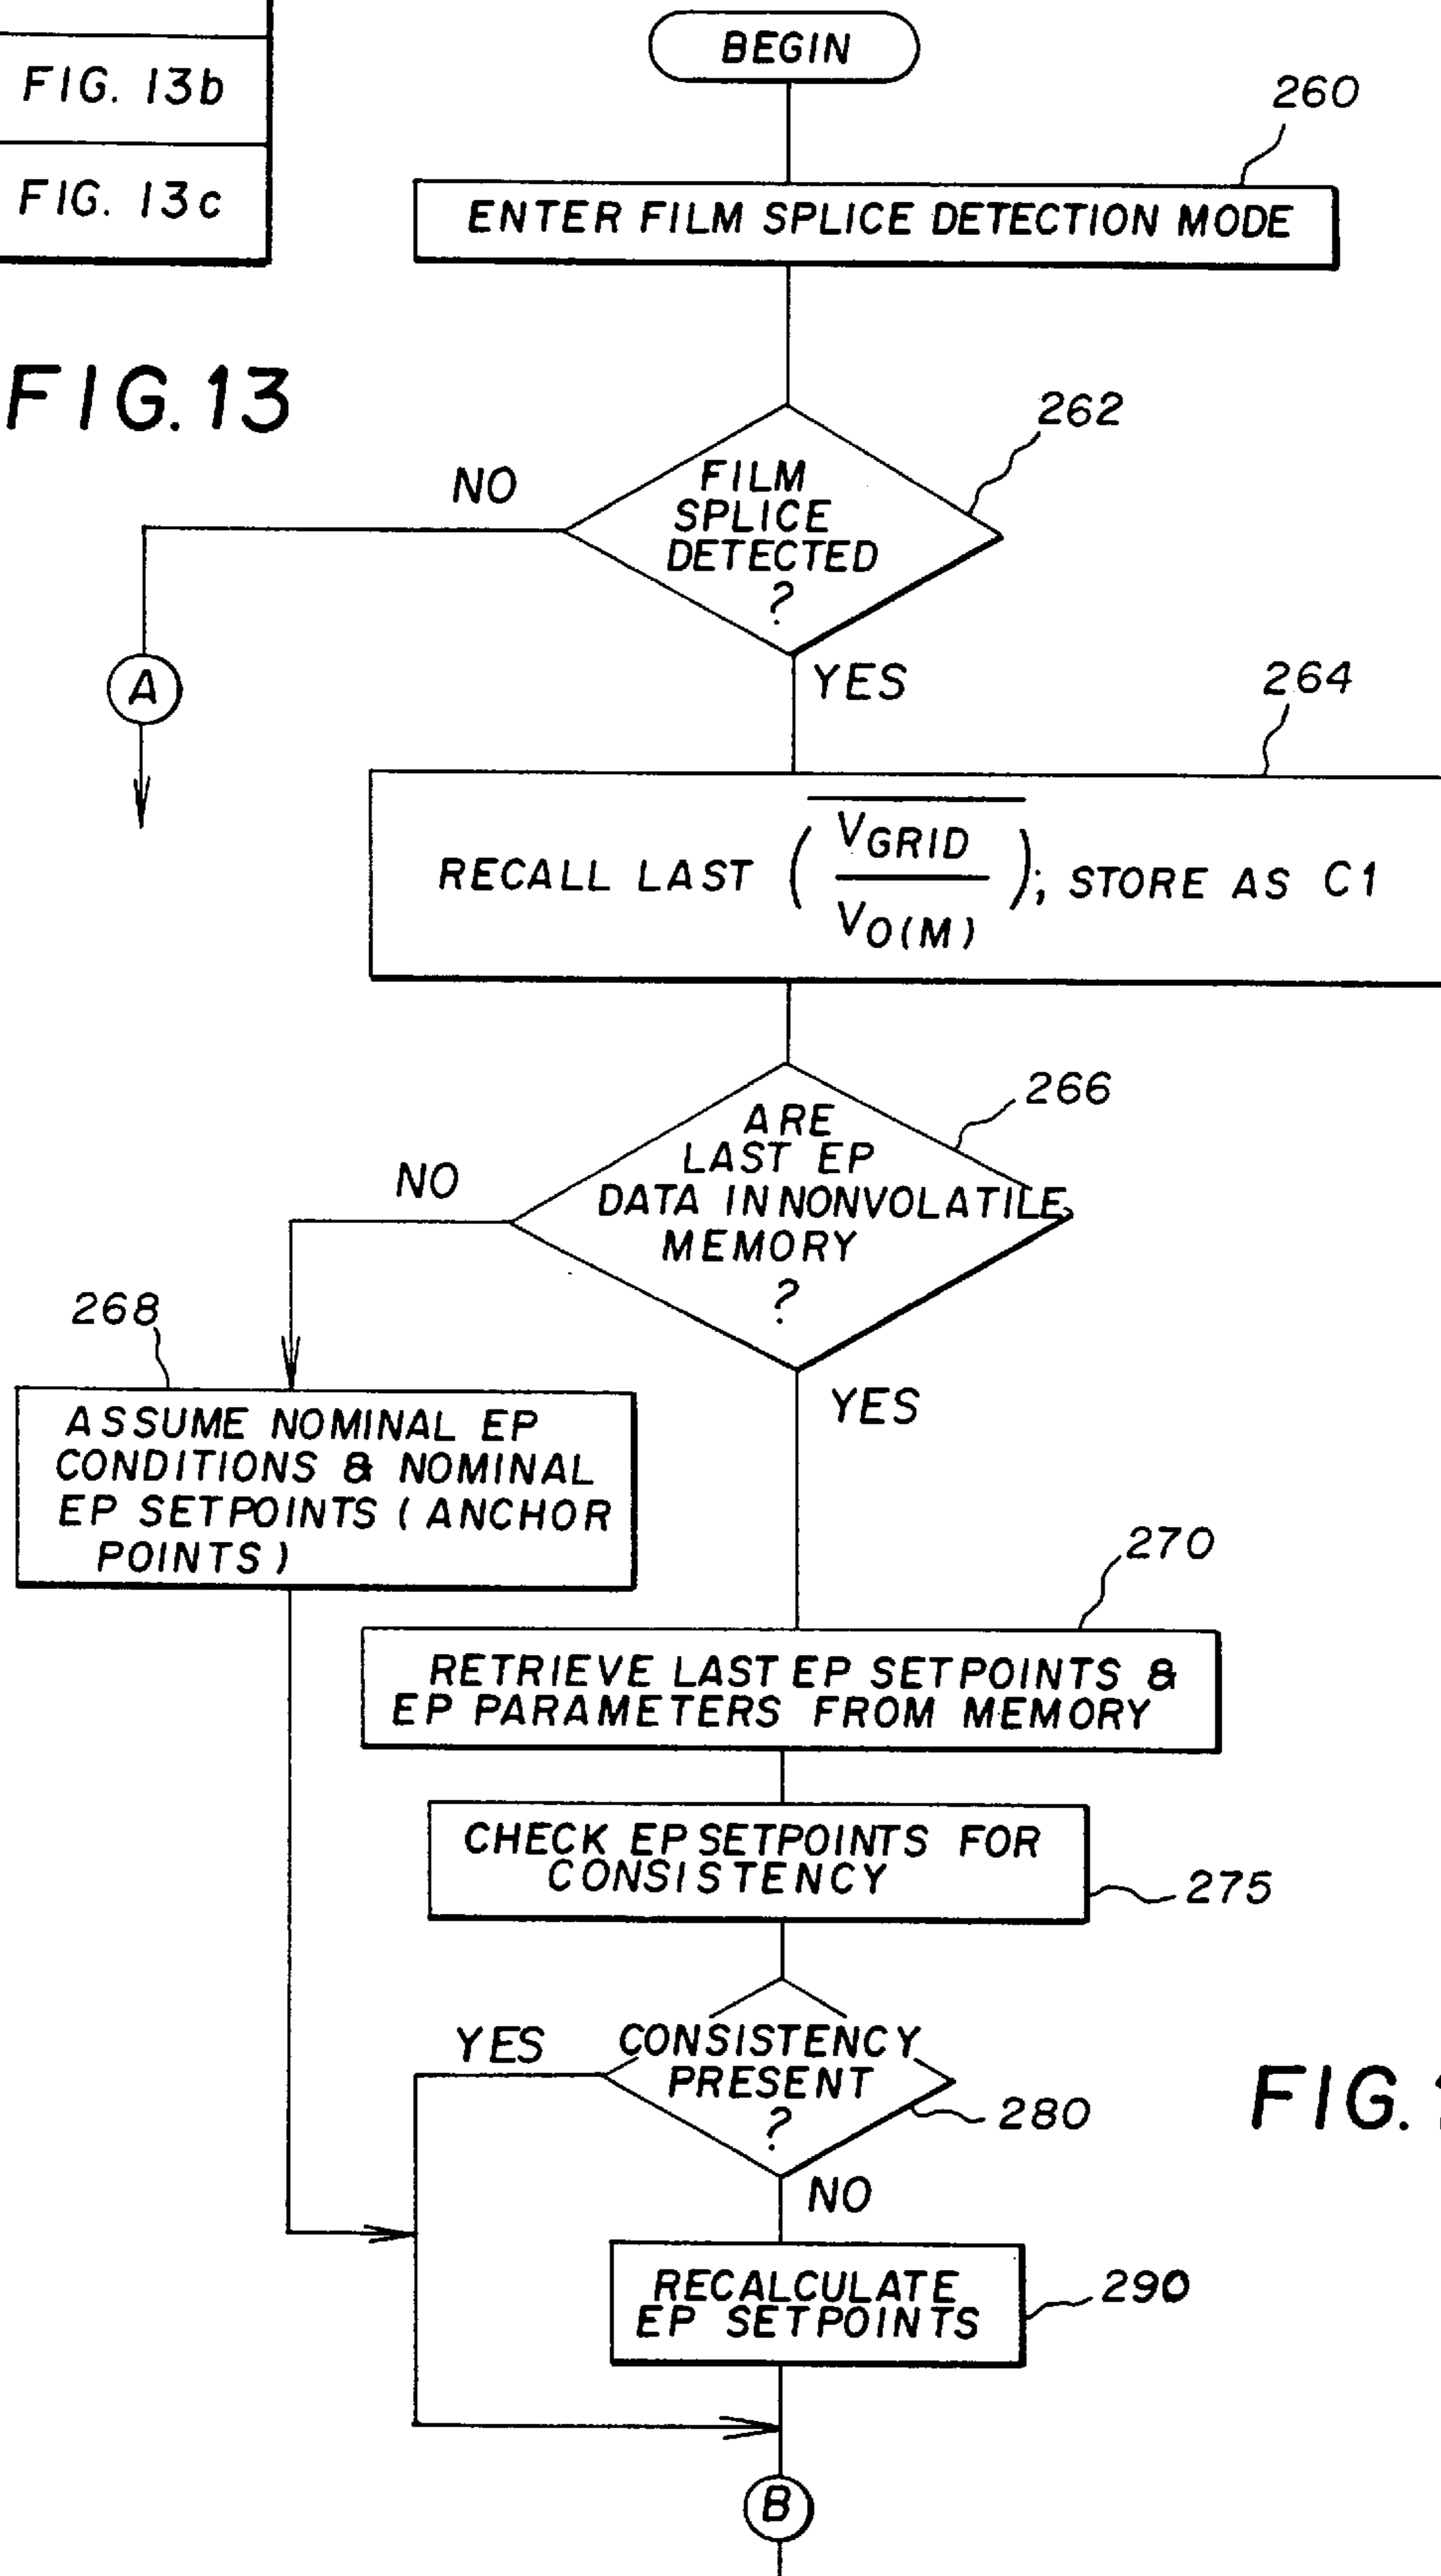 BEGIN
FIG. 13b
260
FIG. 13c
ENTER FILM SPLICE DETECTION MODE
FIG. 13
262
NO
FILM
SPLICE
DETECTED
?
A
YES
264
RECALL LAST ( VGRID / VO(M) ); STORE AS C1
266
ARE
LAST EP
DATA IN NONVOLATILE
MEMORY
?
NO
268
YES
ASSUME NOMINAL EP
CONDITIONS & NOMINAL
EP SETPOINTS (ANCHOR
POINTS)
270
RETRIEVE LAST EP SETPOINTS &
EP PARAMETERS FROM MEMORY
CHECK EP SETPOINTS FOR
CONSISTENCY
275
YES
CONSISTENCY
PRESENT
?
280
FIG.
NO
RECALCULATE
EP SETPOINTS
290
B